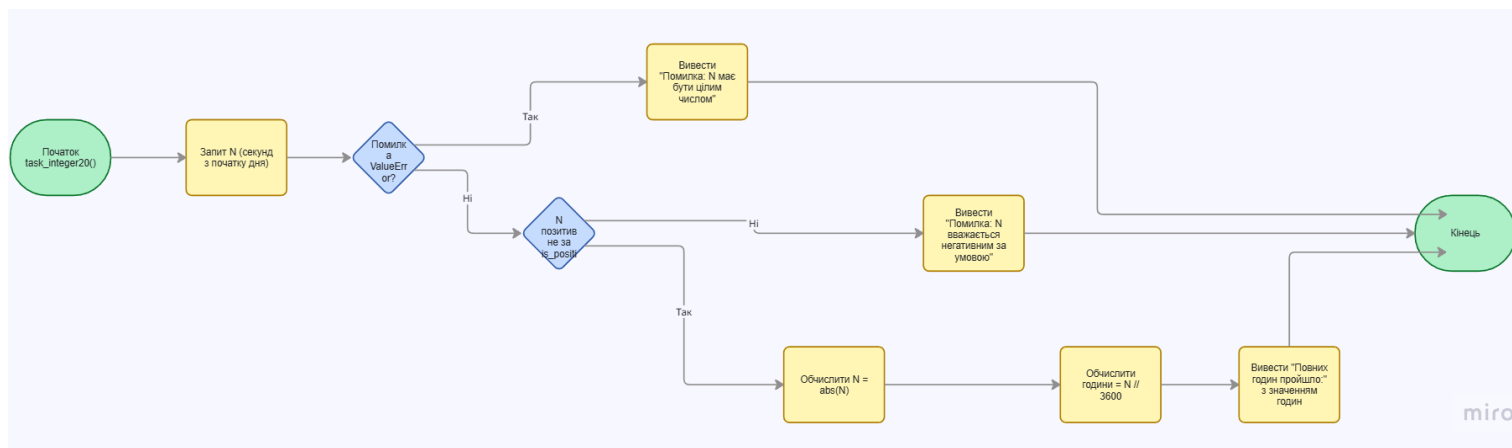 Початок
task_integer20()
Запит N (секунд
з початку дня)
Помилк
а
ValueErr
or?
Так
Вивести
"Помилка: N має
бути цілим
числом"
Ні
N
позитив
не за
is_positi
Ні
Вивести
"Помилка: N
вважається
негативним за
умовою"
Так
Обчислити N =
abs(N)
Обчислити
години = N //
3600
Вивести "Повних
годин пройшло:"
з значенням
годин
Кінець
miro